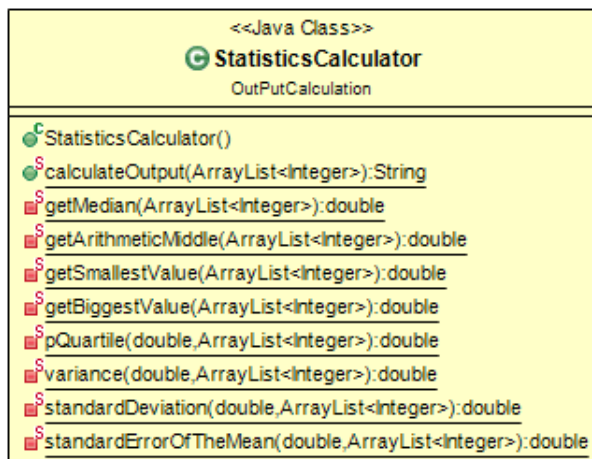 <<Java Class>>
C StatisticsCalculator
OutPutCalculation
C StatisticsCalculator()
S calculateOutput(ArrayList<Integer>):String
S getMedian(ArrayList<Integer>):double
S getArithmeticMiddle(ArrayList<Integer>):double
S getSmallestValue(ArrayList<Integer>):double
S getBiggestValue(ArrayList<Integer>):double
S pQuartile(double,ArrayList<Integer>):double
S variance(double,ArrayList<Integer>):double
S standardDeviation(double,ArrayList<Integer>):double
S standardErrorOfTheMean(double,ArrayList<Integer>):double